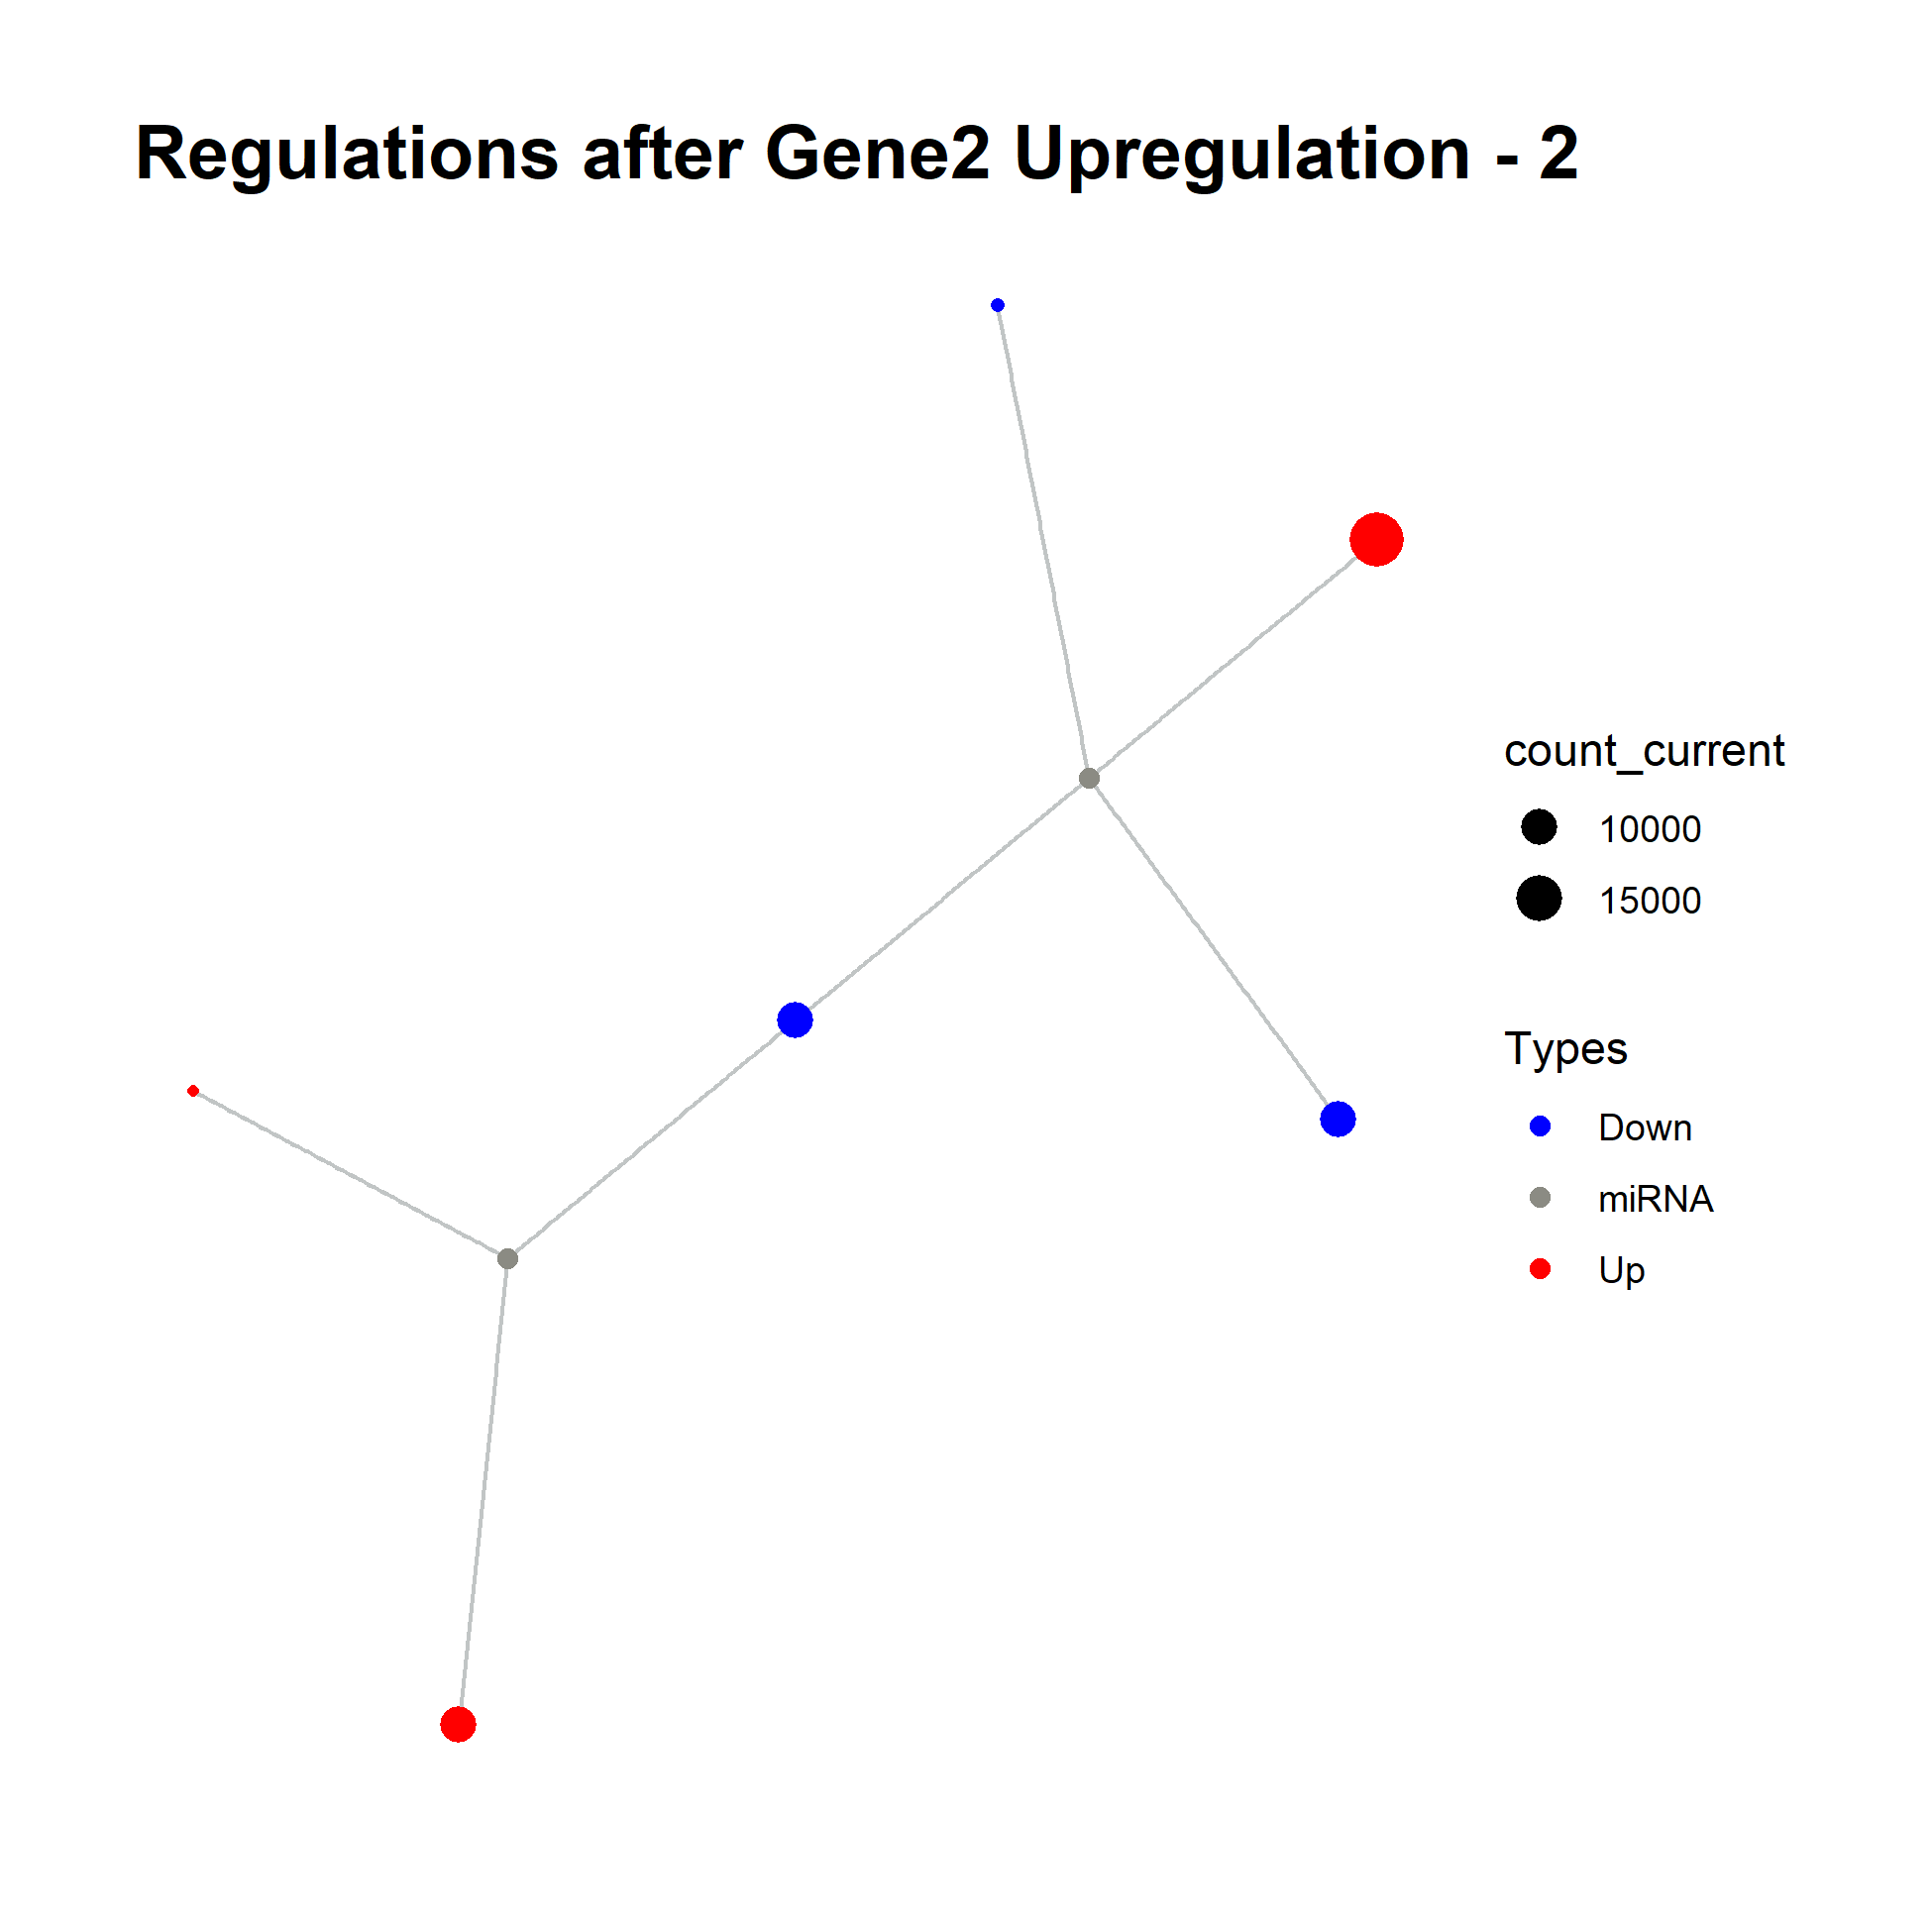 Regulations after Gene2 Upregulation - 2
count_current
10000
15000
Types
Down
miRNA
Up